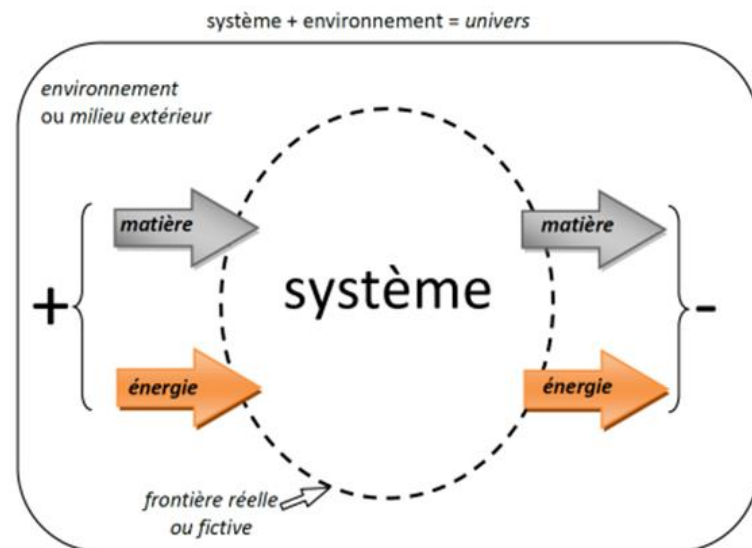 système + environnement = univers
environnement
ou milieu extérieur
matière
matière
+
système
-
énergie
énergie
frontière réelle
ou fictive